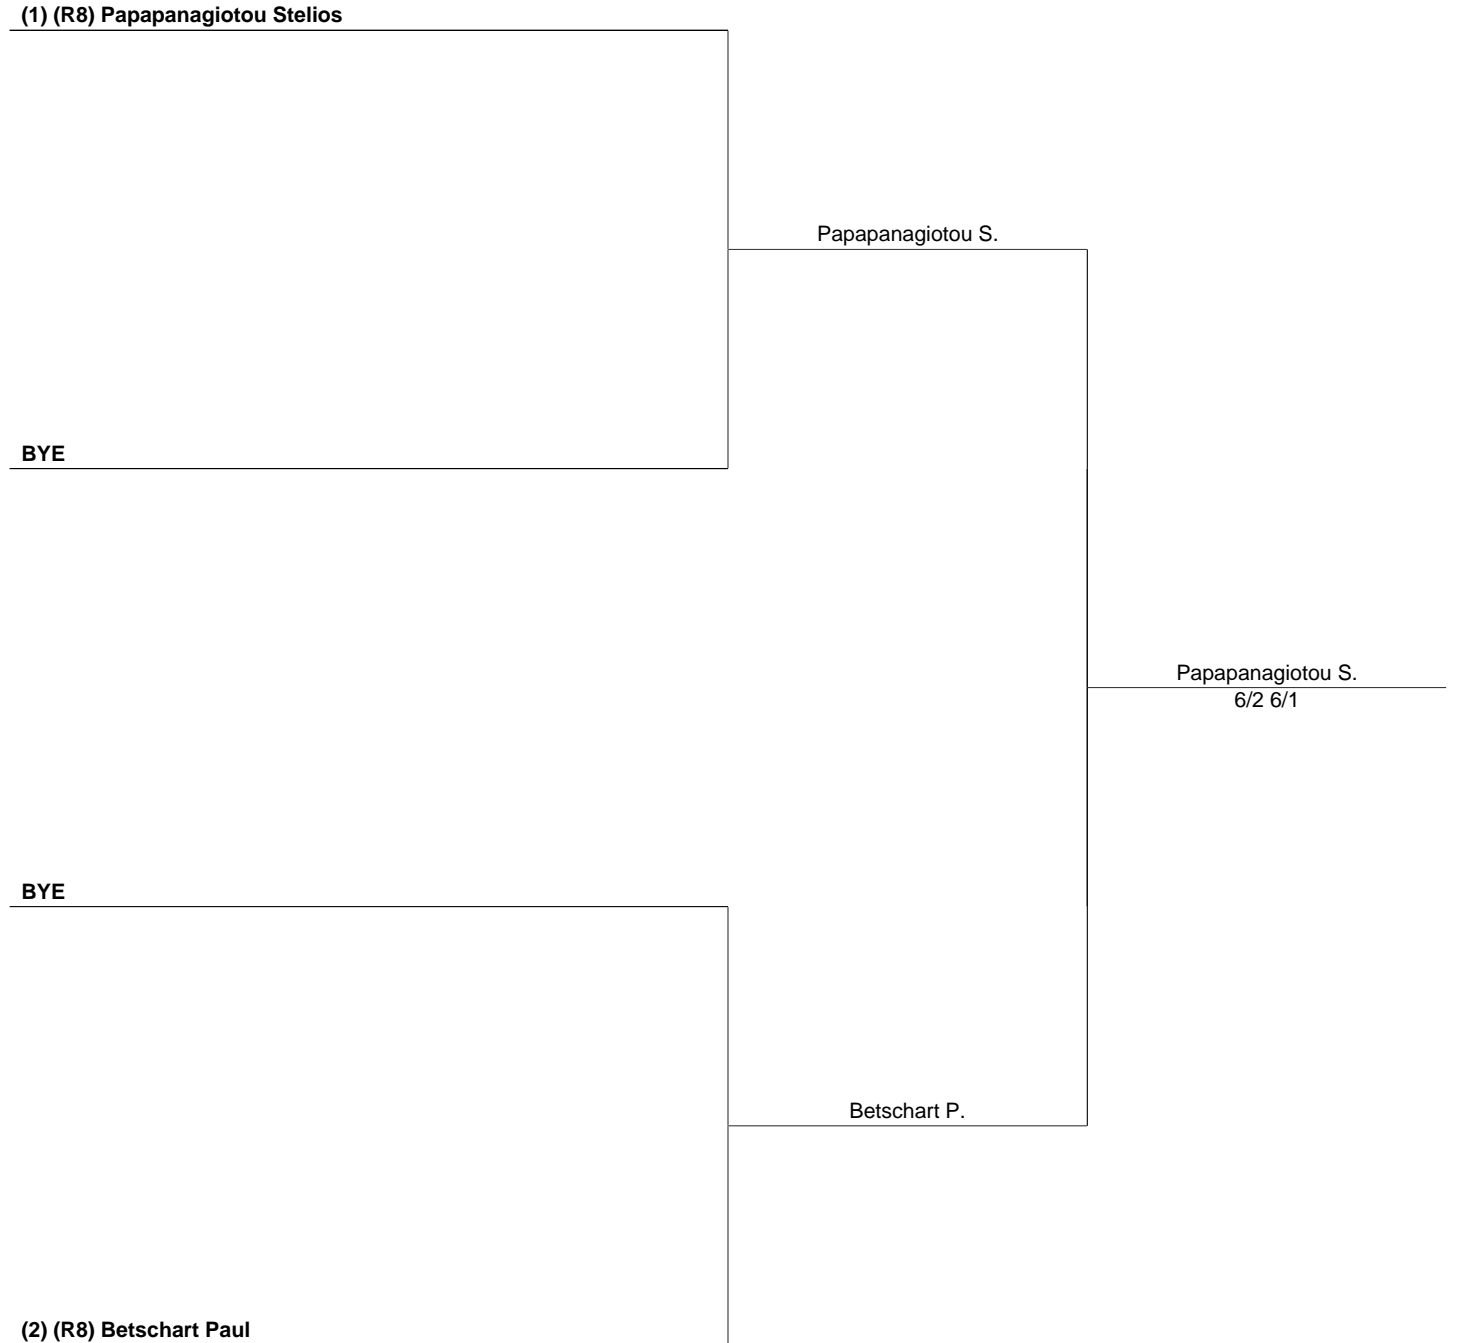 (1) (R8) Papapanagiotou Stelios
Papapanagiotou S.
BYE
Papapanagiotou S.
6/2 6/1
BYE
Betschart P.
(2) (R8) Betschart Paul